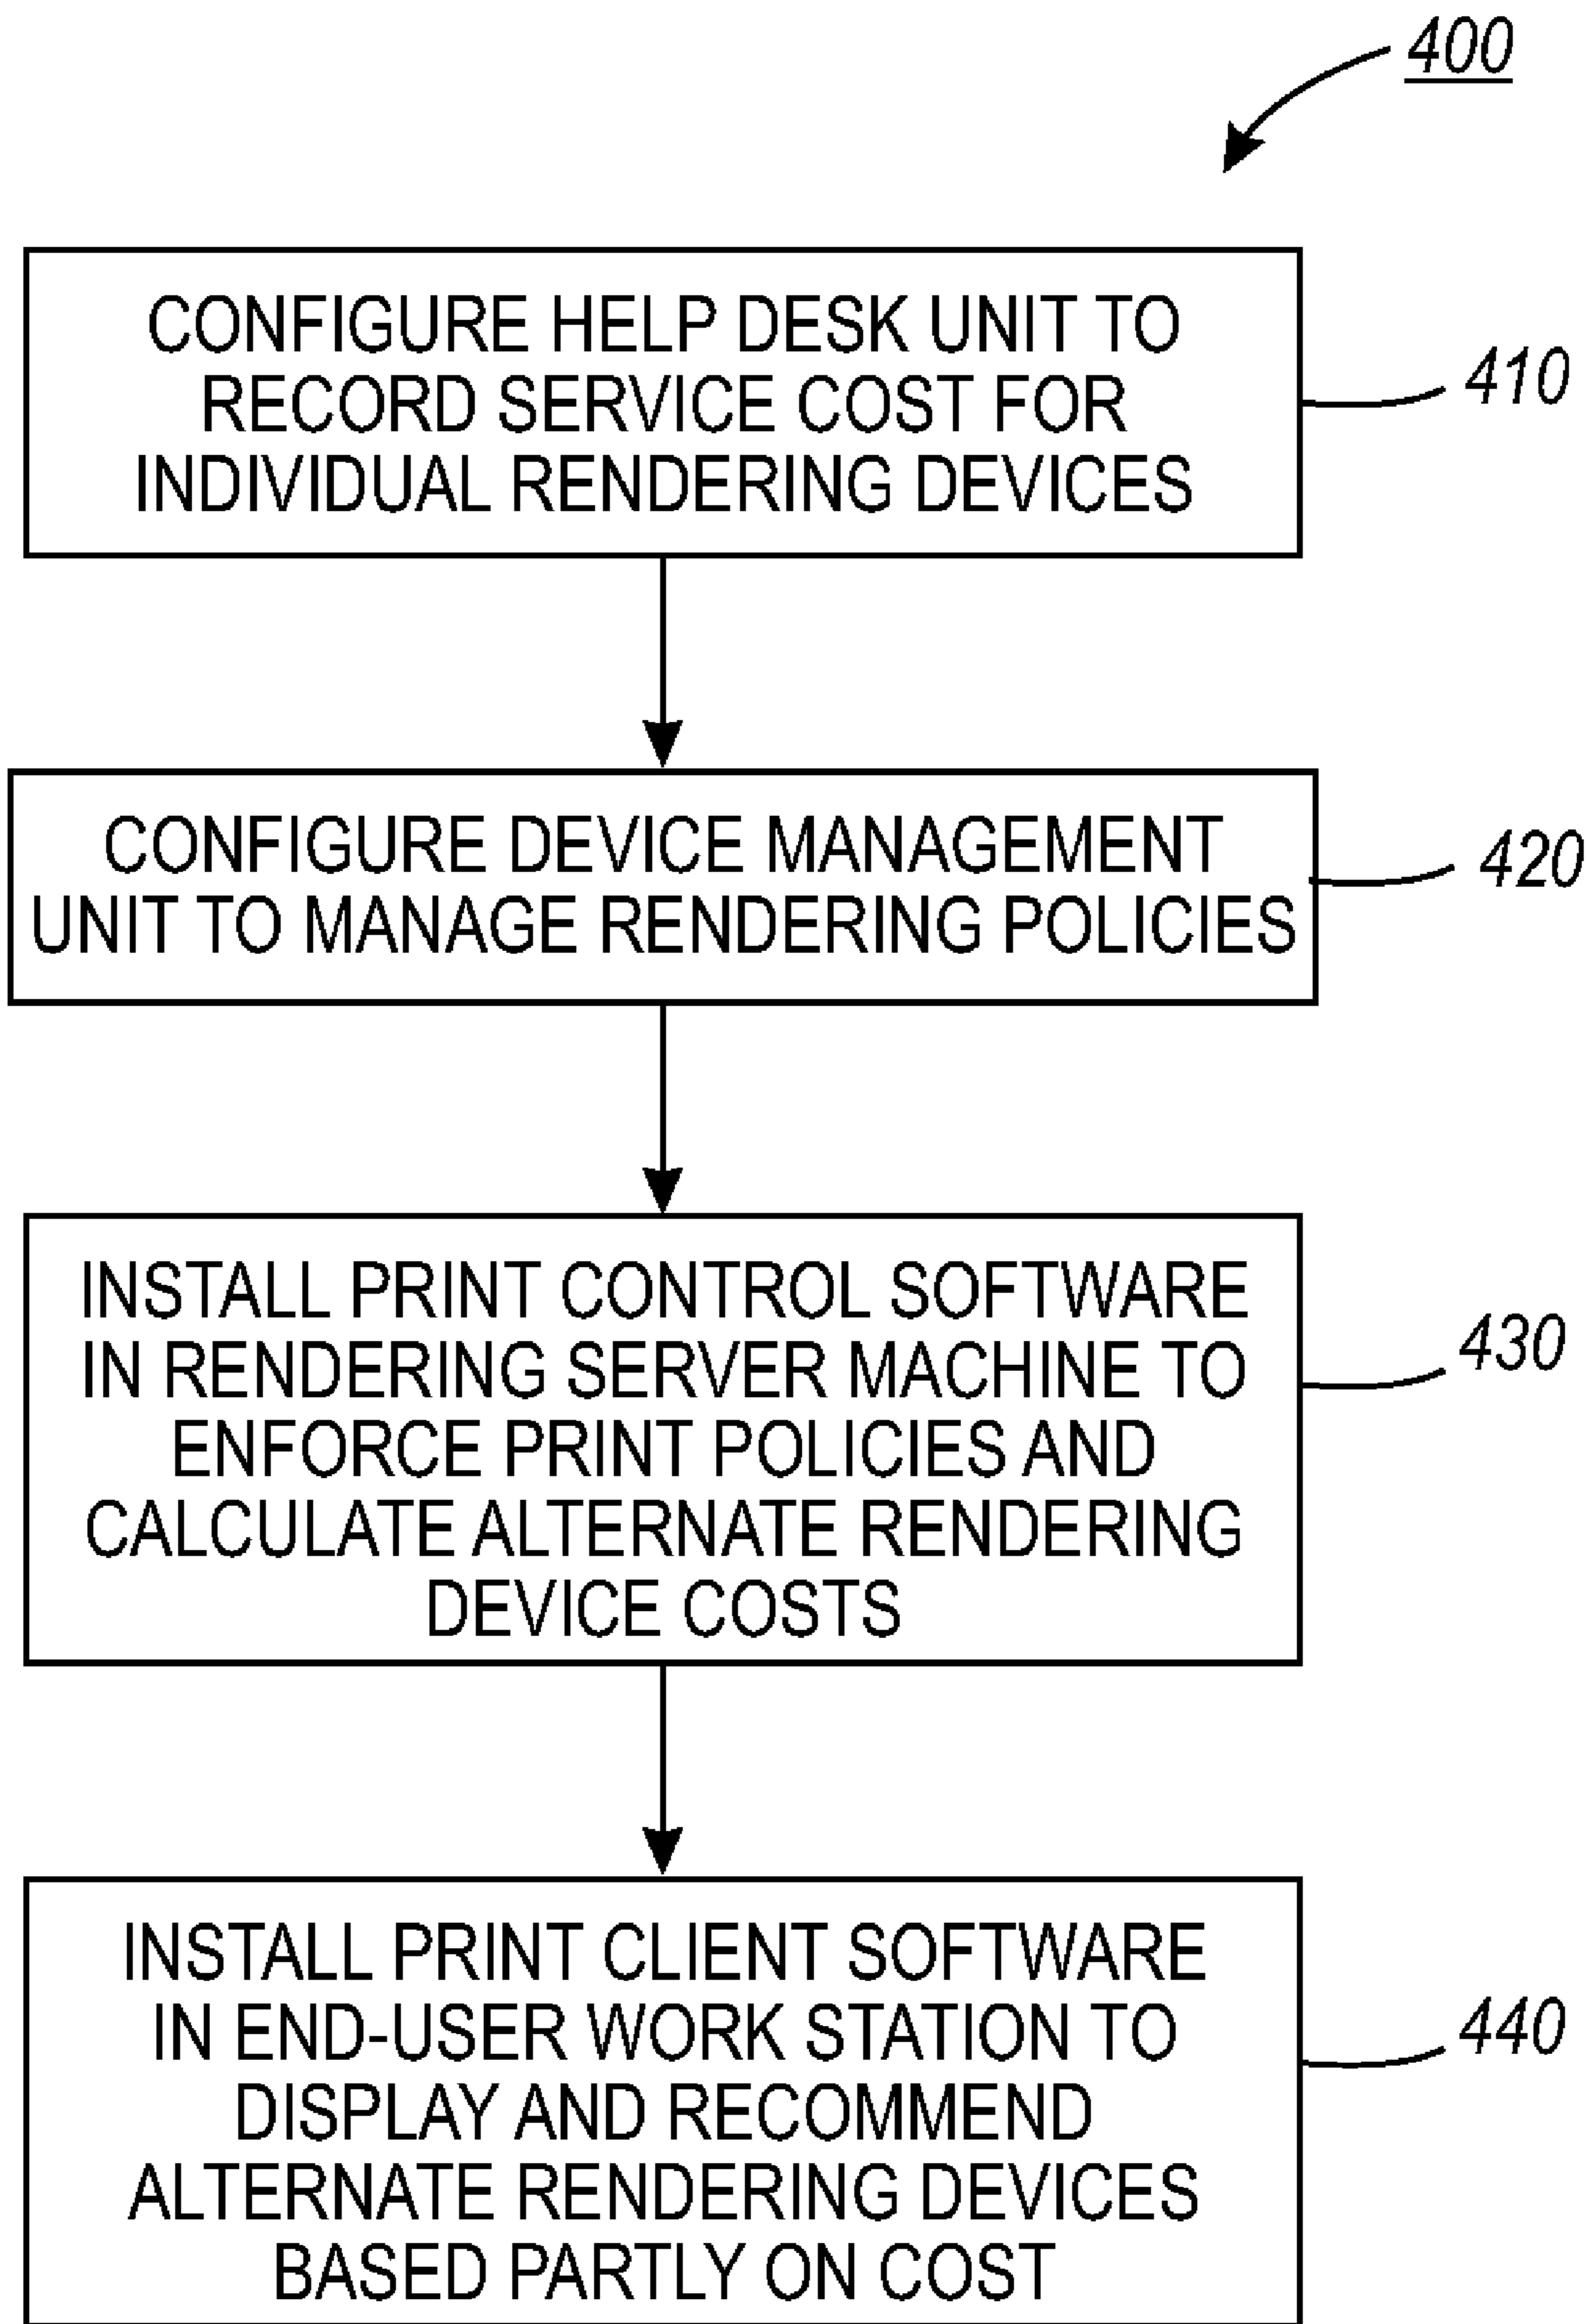 400
CONFIGURE HELP DESK UNIT TO
RECORD SERVICE COST FOR
INDIVIDUAL RENDERING DEVICES
410
CONFIGURE DEVICE MANAGEMENT
UNIT TO MANAGE RENDERING POLICIES
420
INSTALL PRINT CONTROL SOFTWARE
IN RENDERING SERVER MACHINE TO
ENFORCE PRINT POLICIES AND
CALCULATE ALTERNATE RENDERING
DEVICE COSTS
430
INSTALL PRINT CLIENT SOFTWARE
IN END-USER WORK STATION TO
DISPLAY AND RECOMMEND
ALTERNATE RENDERING DEVICES
BASED PARTLY ON COST
440